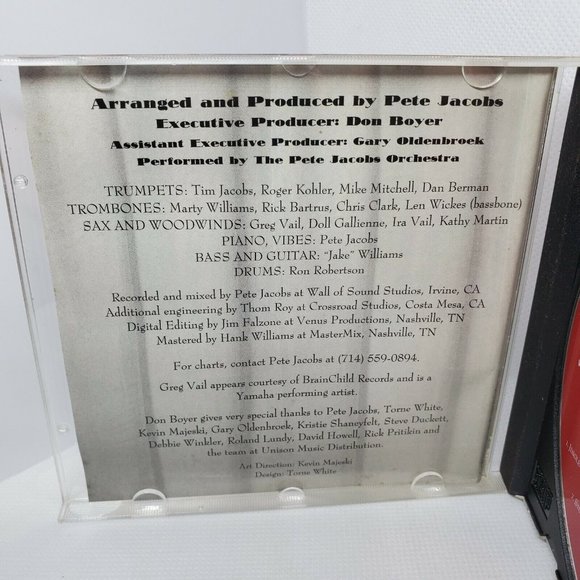 Arranged and Produced by Pete Jacobs
Executive Producer: Don Boyer
Assistant Executive Producer: Gary Oldenbroek
Performed by The Pete Jacobs Orchestra
TRUMPETS: Tim Jacobs, Roger Kohler, Mike Mitchell, Dan Berman
TROMBONES: Marty Williams, Rick Bartrus, Chris Clark, Len Wickes (bassbone)
SAX AND WOODWINDS: Greg Vail, Doll Gallienne, Ira Vail, Kathy Martin
PIANO, VIBES: Pete Jacobs
BASS AND GUITAR: "Jake" Williams
DRUMS: Ron Robertson
Recorded and mixed by Pete Jacobs at Wall of Sound Studios, Irvine, CA
Additional engineering by Thom Roy at Crossroad Studios, Costa Mesa, CA
Digital Editing by Jim Falzone at Venus Productions, Nashville, TN
Mastered by Hank Williams at MasterMix, Nashville, TN
For charts, contact Pete Jacobs at (714) 559-0894.
Greg Vail appears courtesy of BrainChild Records and is a
Yamaha performing artist.
Don Boyer gives very special thanks to Pete Jacobs, Torne White,
Kevin Majeski, Gary Oldenbroek, Kristie Shaneyfelt, Steve Duckett,
Debbie Winkler, Roland Lundy, David Howell, Rick Pritikin and
the team at Unison Music Distribution.
Art Direction: Kevin Majeski
Design: Torne White